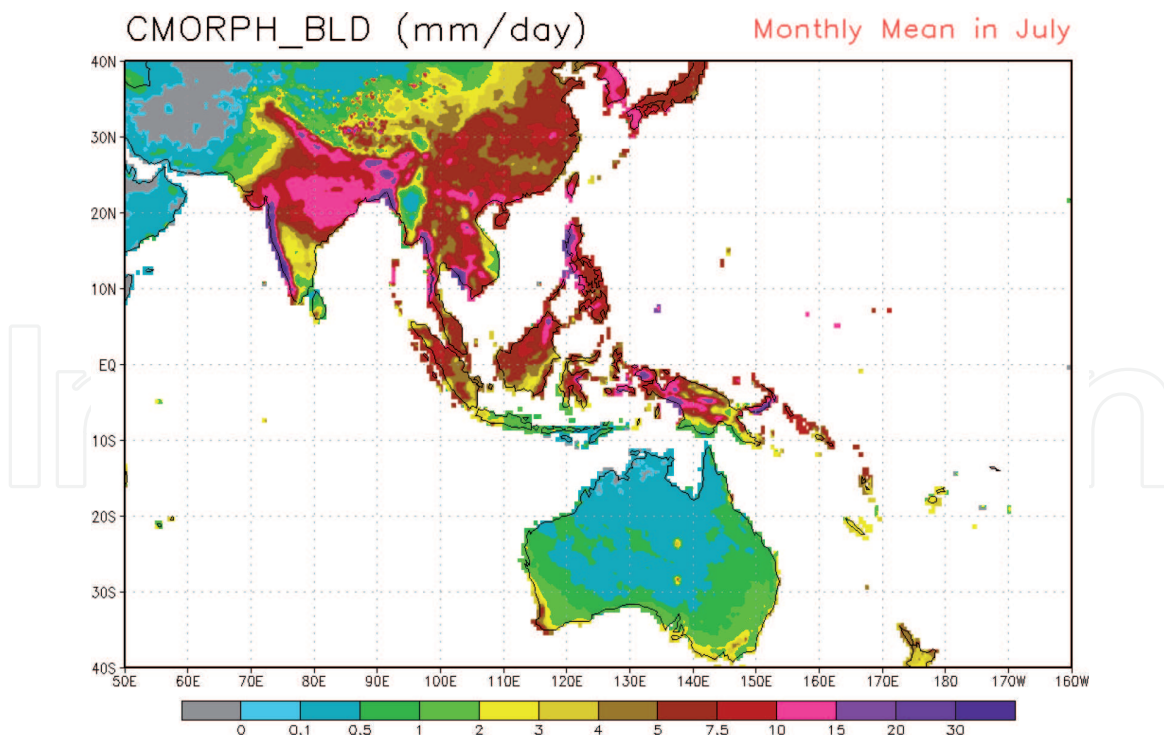 CMORPH_BLD (mm/day) Monthly Mean in July
40N
30N
20N
10N
EQ
10S
20S
30S
40S
50E 60E 70E 80E 90E 100E 110E 120E 130E 140E 150E 160E 170E 180 170W 160W
0 0.1 0.5 1 2 3 4 5 7.5 10 15 20 30